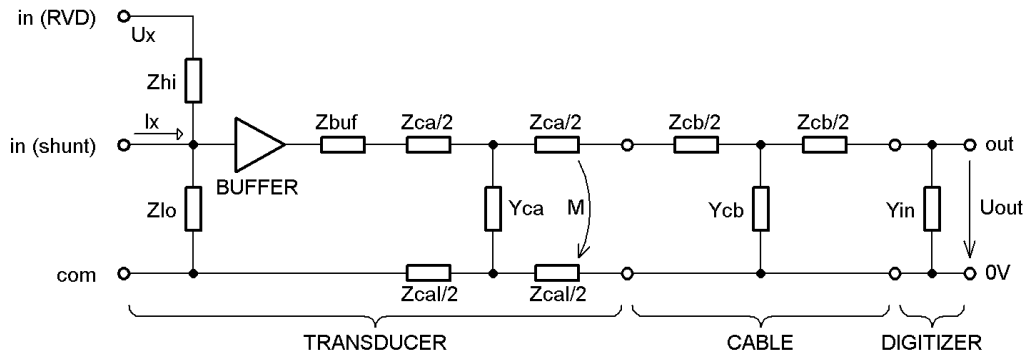 in (RVD)
Ux
Zhi
Ix
in (shunt)
BUFFER
Zbuf
Zca/2
Zca/2
Zcb/2
Zcb/2
out
Zlo
Yca
M
Ycb
Yin
Uout
com
Zcal/2
Zcal/2
0V
TRANSDUCER
CABLE
DIGITIZER